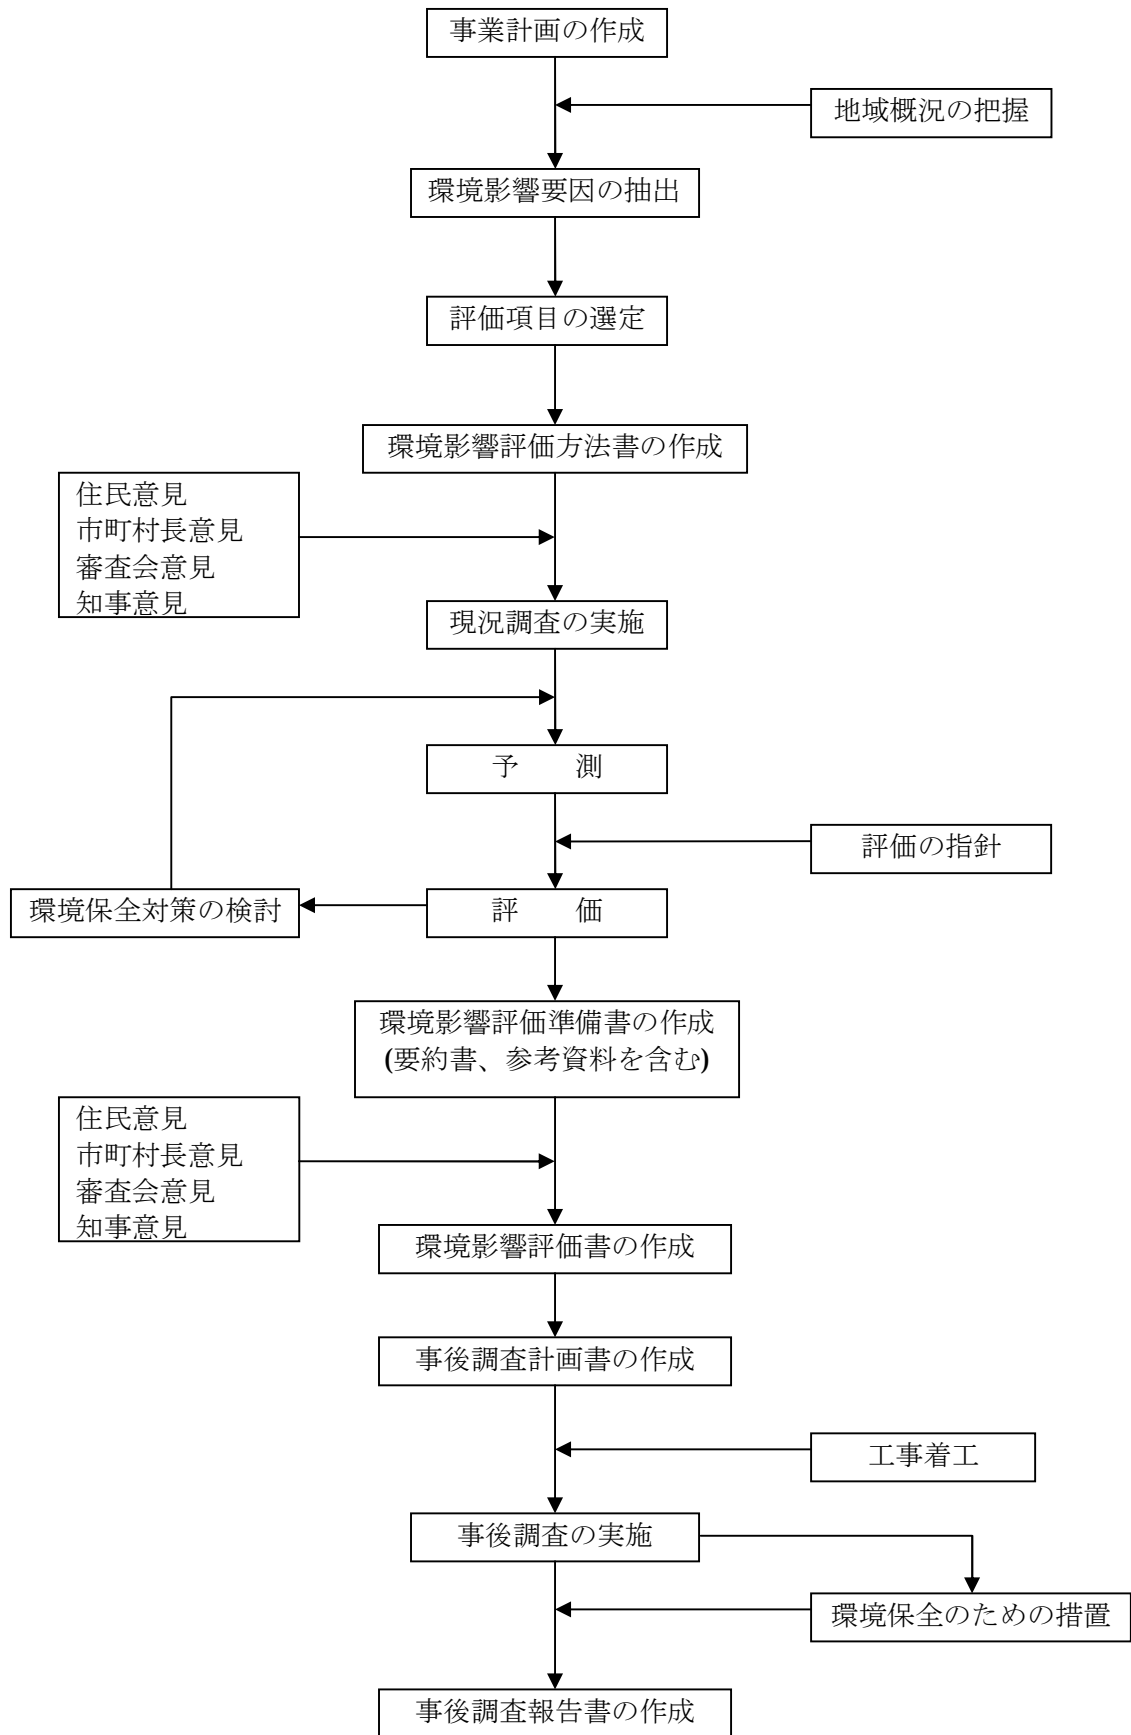 事業計画の作成
地域概況の把握
環境影響要因の抽出
評価項目の選定
環境影響評価方法書の作成
住民意見
市町村長意見
審査会意見
知事意見
現況調査の実施
予　　測
評価の指針
環境保全対策の検討
評　　価
環境影響評価準備書の作成
(要約書、参考資料を含む)
住民意見
市町村長意見
審査会意見
知事意見
環境影響評価書の作成
事後調査計画書の作成
工事着工
事後調査の実施
環境保全のための措置
事後調査報告書の作成